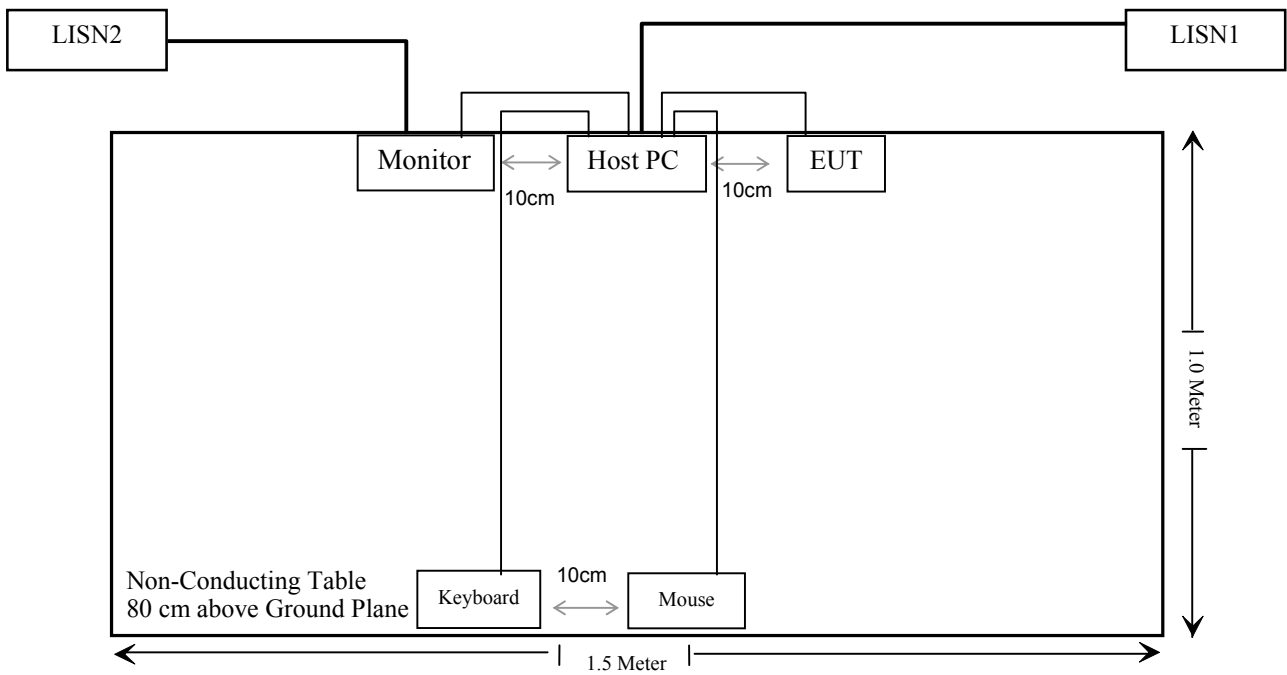 LISN2
LISN1
Monitor
Host PC
EUT
10cm
10cm
1.0 Meter
Non-Conducting Table
80 cm above Ground Plane
Keyboard
10cm
Mouse
1.5 Meter